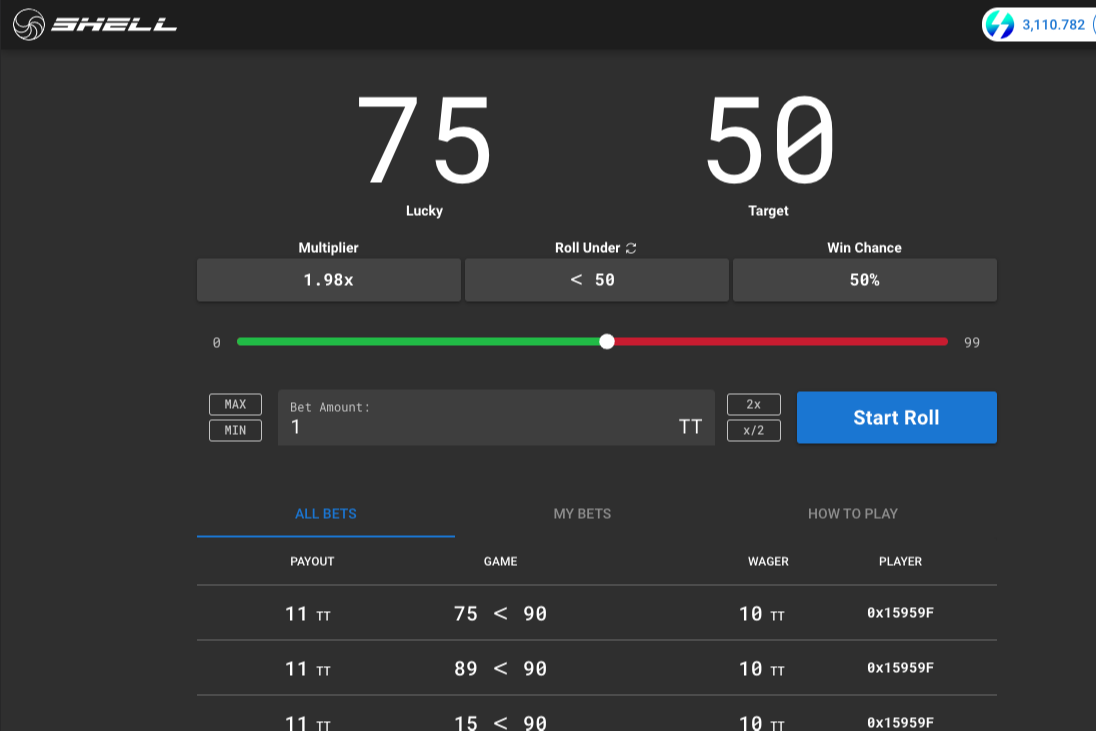 SHELL
3,110.782
75 50
Lucky Target
Multiplier Roll Under Win Chance
1.98x < 50 50%
0 99
MAX Bet Amount: 2x
MIN 1 TT x/2 Start Roll
ALL BETS MY BETS HOW TO PLAY
PAYOUT GAME WAGER PLAYER
11 TT 75 < 90 10 TT 0x15959F
11 TT 89 < 90 10 TT 0x15959F
11 TT 15 < 90 10 TT 0x15959F